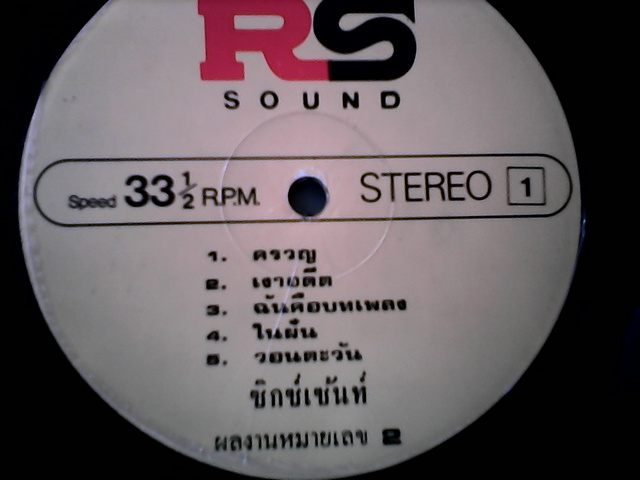 RS
SOUND
Speed 33 1/2 R.P.M. STEREO 1
1. ครวญ
2. เงาอดีต
3. ฉันคือบทเพลง
4. ในฝัน
5. วอนตะวัน
ซิกซ์เซ้นท์
ผลงานหมายเลข 2